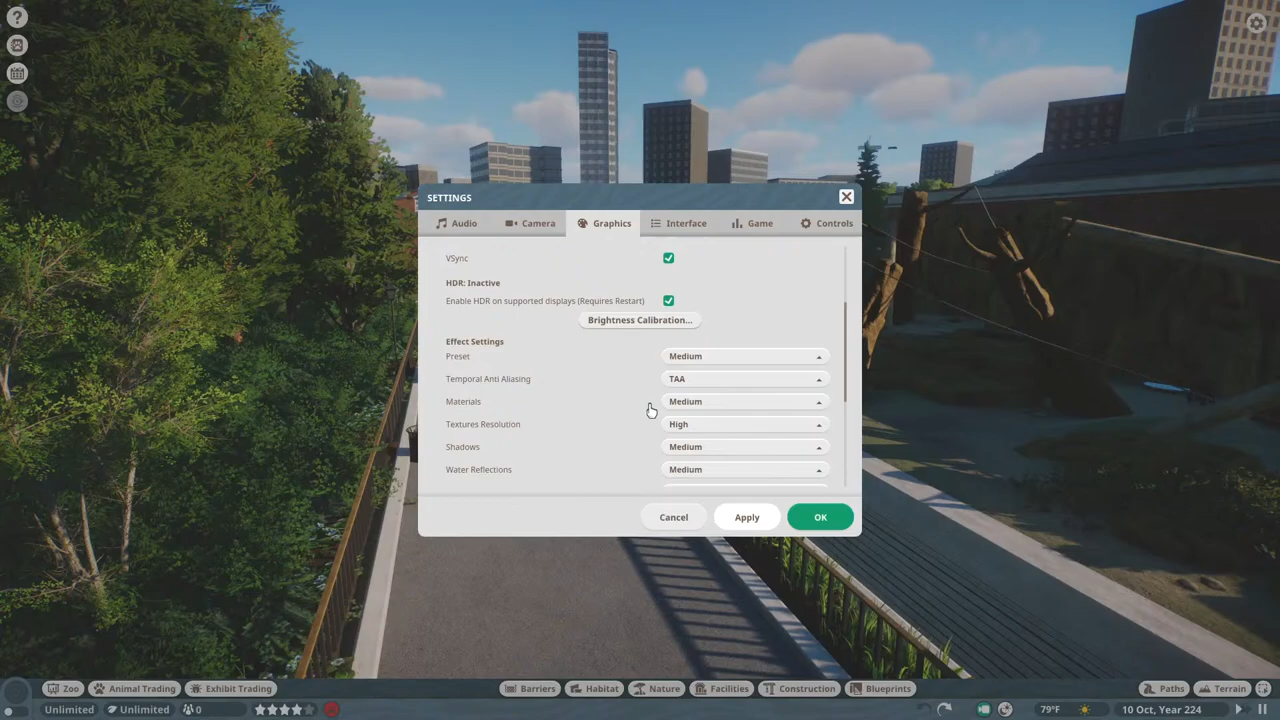 ?
SETTINGS
Audio Camera Graphics Interface Game Controls
VSync
HDR: Inactive
Enable HDR on supported displays (Requires Restart)
Brightness Calibration...
Effect Settings
Preset Medium
Temporal Anti Aliasing TAA
Materials Medium
Textures Resolution High
Shadows Medium
Water Reflections Medium
Cancel Apply OK
Zoo Animal Trading Exhibit Trading Barriers Habitat Nature Facilities Construction Blueprints Paths Terrain
Unlimited Unlimited 0 79°F 10 Oct, Year 224